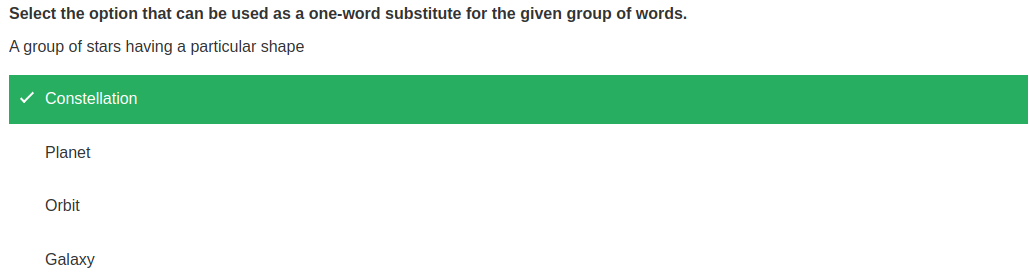 Select the option that can be used as a one-word substitute for the given group of words.
A group of stars having a particular shape
Constellation
Planet
Orbit
Galaxy